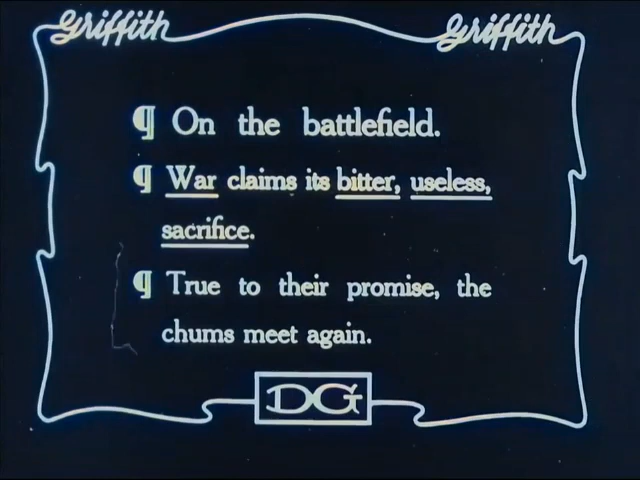 Griffith Griffith
¶ On the battlefield.
¶ War claims its bitter, useless,
sacrifice.
¶ True to their promise, the
chums meet again.
DG